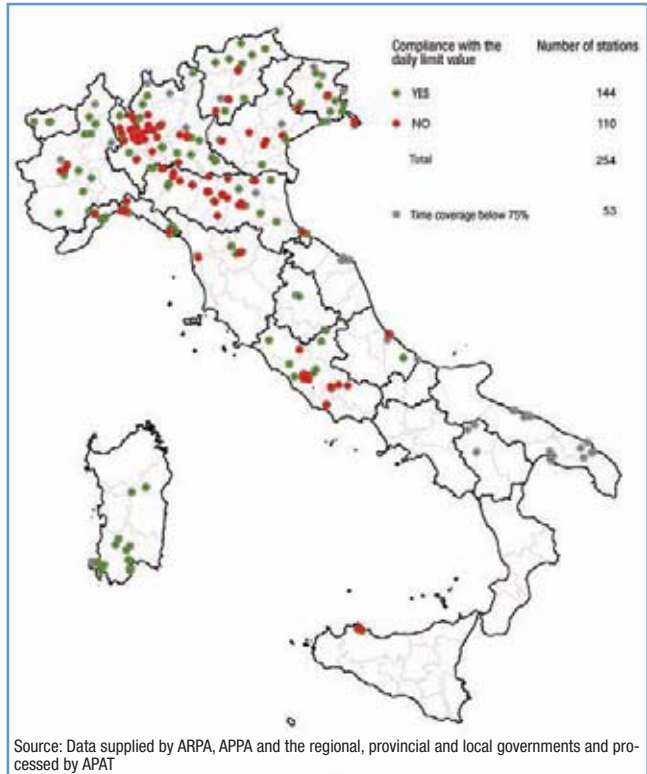 Compliance with the Number of stations
daily limit value
YES 144
NO 110
Total 254
Time coverage below 75% 53
Source: Data supplied by ARPA, APPA and the regional, provincial and local governments and pro-
cessed by APAT